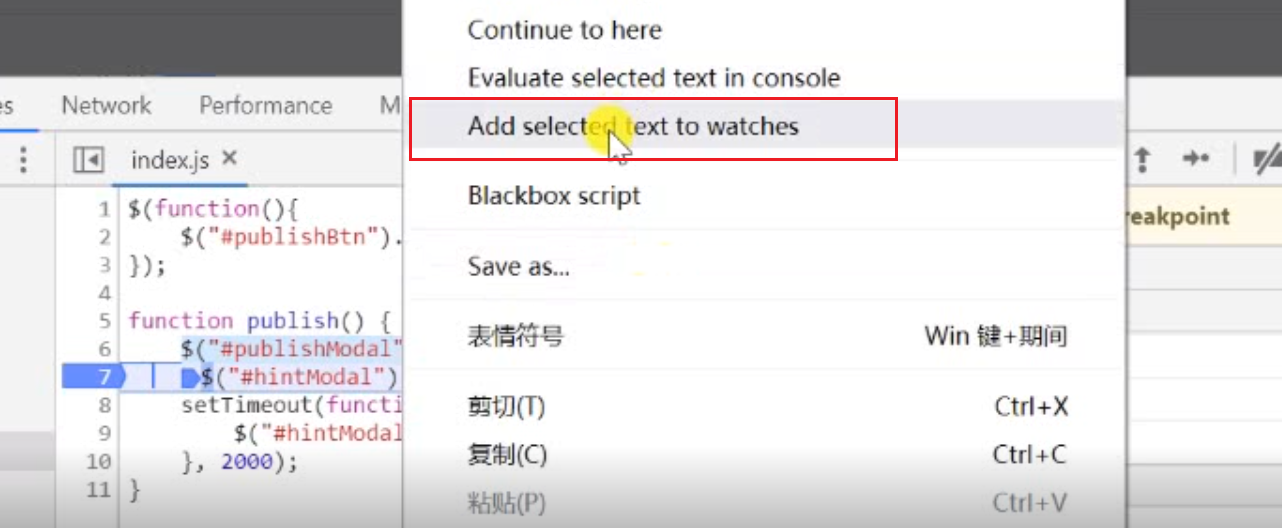 Continue to here
Evaluate selected text in console
Add selected text to watches
Blackbox script
Save as...
表情符号 Win 键+期间
剪切(T) Ctrl+X
复制(C) Ctrl+C
粘贴(P) Ctrl+V
es Network Performance M
index.js ×
reakpoint
1 $(function(){
2 $("#publishBtn").
3 });
4
5 function publish() {
6 $("#publishModal"
7 $("#hintModal")
8 setTimeout(functi
9 $("#hintModal
10 }, 2000);
11 }